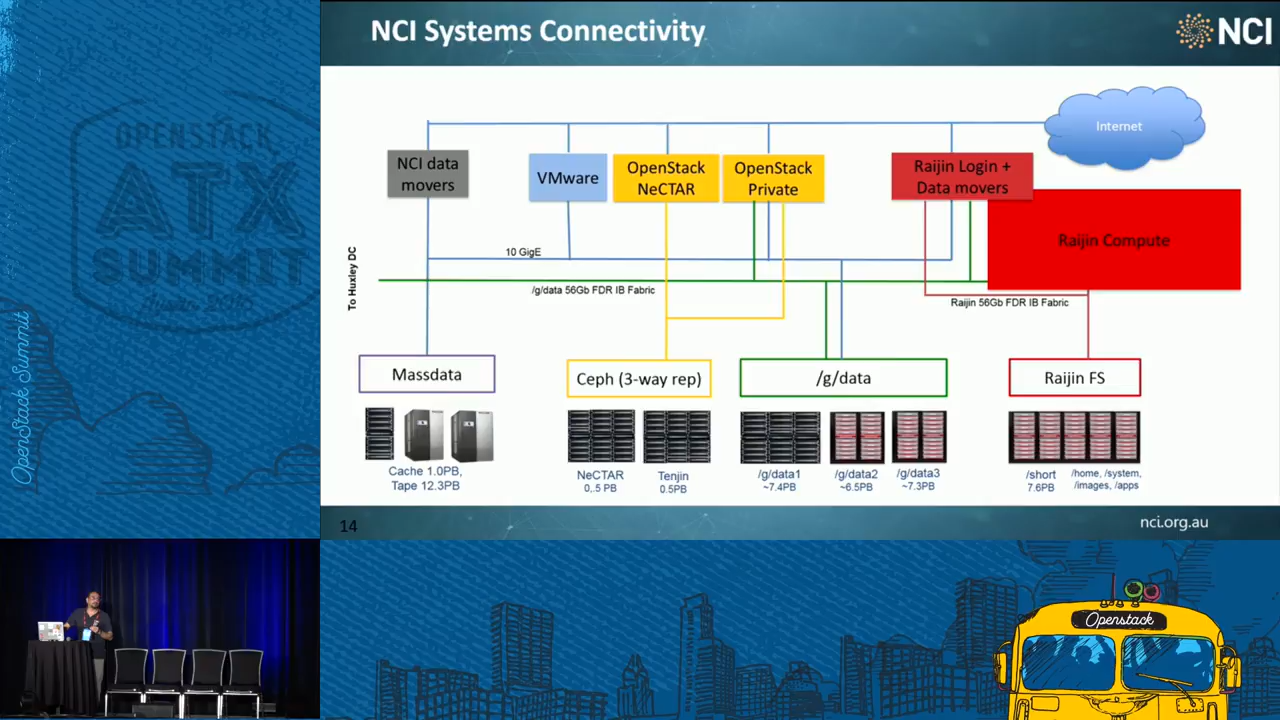 NCI Systems Connectivity
NCI
Internet
NCI data
movers
VMware
OpenStack
NeCTAR
OpenStack
Private
Raijin Login +
Data movers
Raijin Compute
10 GigE
To Huxley DC
/g/data 56Gb FDR IB Fabric
Raijin 56Gb FDR IB Fabric
Massdata
Ceph (3-way rep)
/g/data
Raijin FS
Cache 1.0PB,
Tape 12.3PB
NeCTAR
0,.5 PB
Tenjin
0.5PB
/g/data1
~7.4PB
/g/data2
~6.5PB
/g/data3
~7.3PB
/short
7.6PB
/home, /system,
/images, /apps
14
nci.org.au
OPENSTACK
ATX
SUMMIT
OpenStack Summit
Openstack